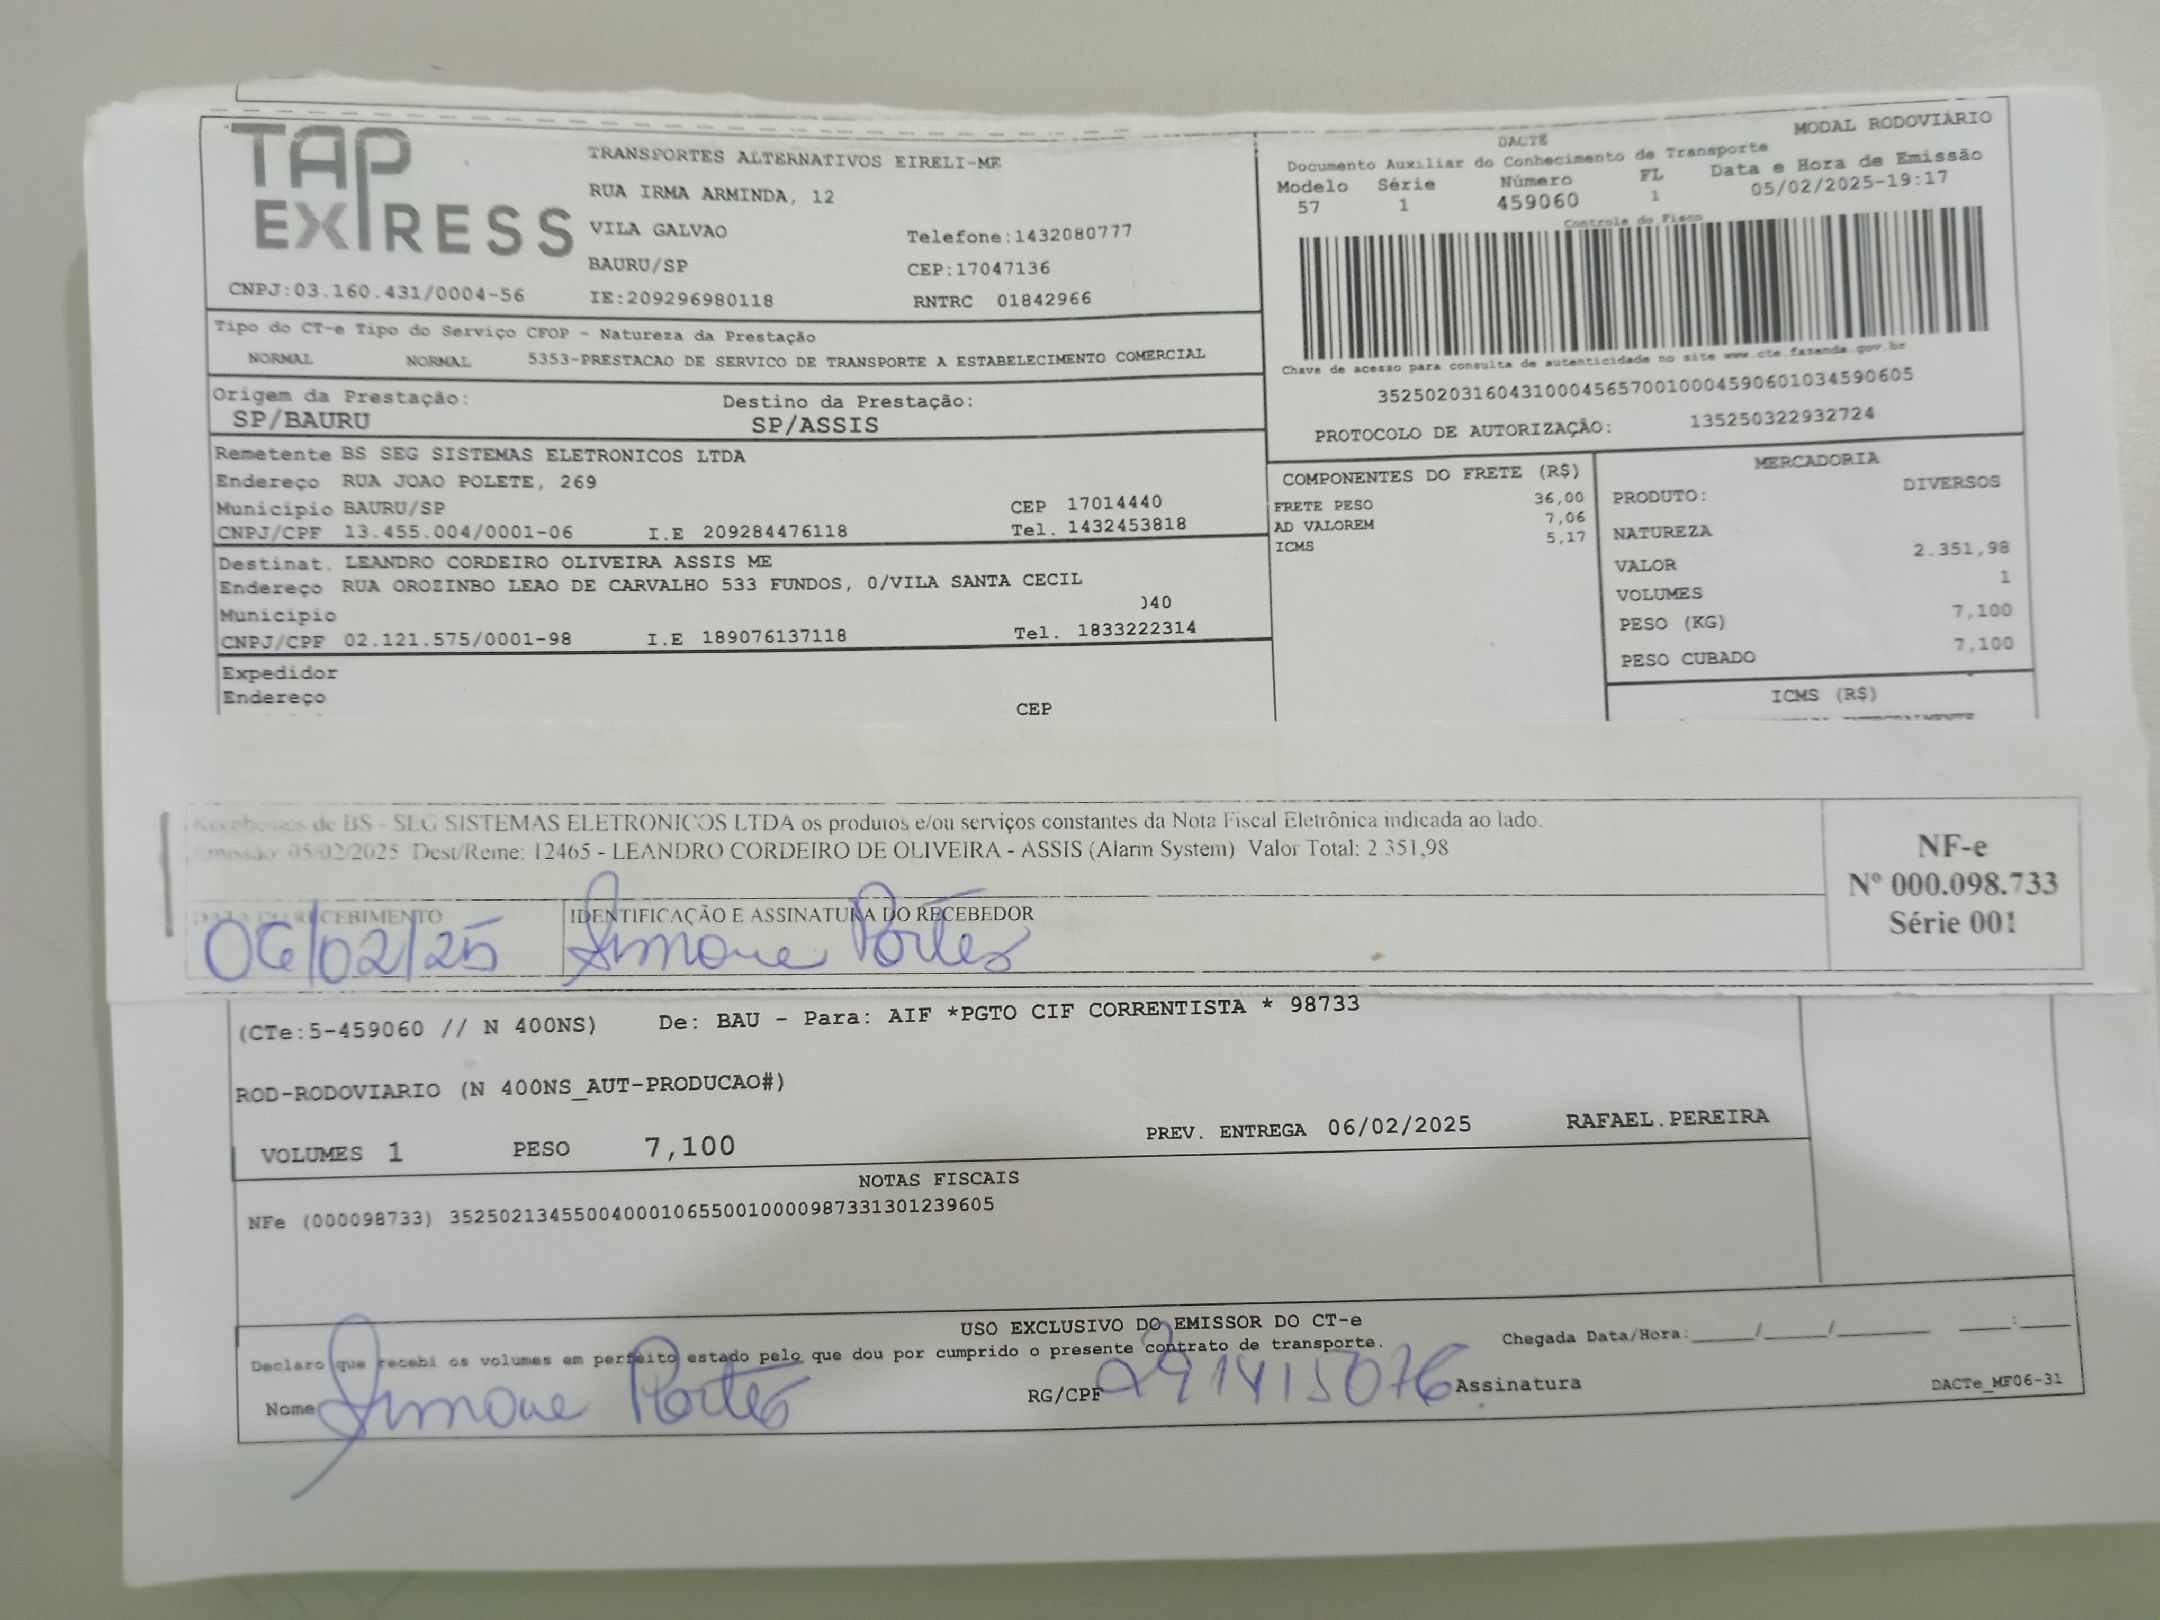 TAP EXPRESS
TRANSPORTES ALTERNATIVOS EIRELI-ME
RUA IRMA ARMINDA, 12
VILA GALVAO Telefone:1432080777
BAURU/SP CEP:17047136
CNPJ:03.160.431/0004-56 IE:209296980118 RNTRC 01842966
DACTE MODAL RODOVIÁRIO
Documento Auxiliar do Conhecimento de Transporte
Modelo Série Número FL Data e Hora de Emissão
57 1 459060 1 05/02/2025-19:17
Controle do Fisco
Chave de acesso para consulta de autenticidade no site www.cte.fazenda.gov.br
35250203160431000456570010004590601034590605
PROTOCOLO DE AUTORIZAÇÃO: 135250322932724
Tipo do CT-e Tipo do Serviço CFOP - Natureza da Prestação
NORMAL NORMAL 5353-PRESTACAO DE SERVICO DE TRANSPORTE A ESTABELECIMENTO COMERCIAL
Origem da Prestação: Destino da Prestação:
SP/BAURU SP/ASSIS
Remetente BS SEG SISTEMAS ELETRONICOS LTDA
Endereço RUA JOAO POLETE, 269
Municipio BAURU/SP CEP 17014440
CNPJ/CPF 13.455.004/0001-06 I.E 209284476118 Tel. 1432453818
Destinat. LEANDRO CORDEIRO OLIVEIRA ASSIS ME
Endereço RUA OROZINBO LEAO DE CARVALHO 533 FUNDOS, 0/VILA SANTA CECIL
Municipio 040
CNPJ/CPF 02.121.575/0001-98 I.E 189076137118 Tel. 1833222314
Expedidor
Endereço
CEP
COMPONENTES DO FRETE (R$)
FRETE PESO 36,00
AD VALOREM 7,06
ICMS 5,17
MERCADORIA
PRODUTO: DIVERSOS
NATUREZA
VALOR 2.351,98
VOLUMES 1
PESO (KG) 7,100
PESO CUBADO 7,100
ICMS (R$)
Recebemos de BS - SEG SISTEMAS ELETRONICOS LTDA os produtos e/ou serviços constantes da Nota Fiscal Eletrônica indicada ao lado.
Emissão: 05/02/2025 Dest/Reme: 12465 - LEANDRO CORDEIRO DE OLIVEIRA - ASSIS (Alarm System) Valor Total: 2.351,98
DATA DO RECEBIMENTO IDENTIFICAÇÃO E ASSINATURA DO RECEBEDOR
06/02/25 Simone Portes
NF-e
Nº 000.098.733
Série 001
(CTe:5-459060 // N 400NS) De: BAU - Para: AIF *PGTO CIF CORRENTISTA * 98733
ROD-RODOVIARIO (N 400NS_AUT-PRODUCAO#)
VOLUMES 1 PESO 7,100 PREV. ENTREGA 06/02/2025 RAFAEL.PEREIRA
NOTAS FISCAIS
NFe (000098733) 35250213455004000106550010000987331301239605
USO EXCLUSIVO DO EMISSOR DO CT-e
Declaro que recebi os volumes em perfeito estado pelo que dou por cumprido o presente contrato de transporte. Chegada Data/Hora:_____/_____/________ ____:____
Nome Simone Portes RG/CPF Assinatura DACTe_MF06-31